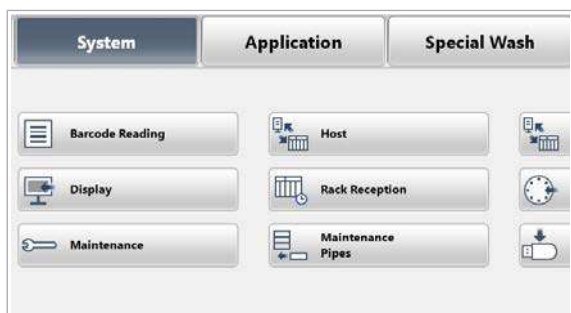 System
Application
Special Wash
Barcode Reading
Host
Display
Rack Reception
Maintenance
Maintenance
Pipes